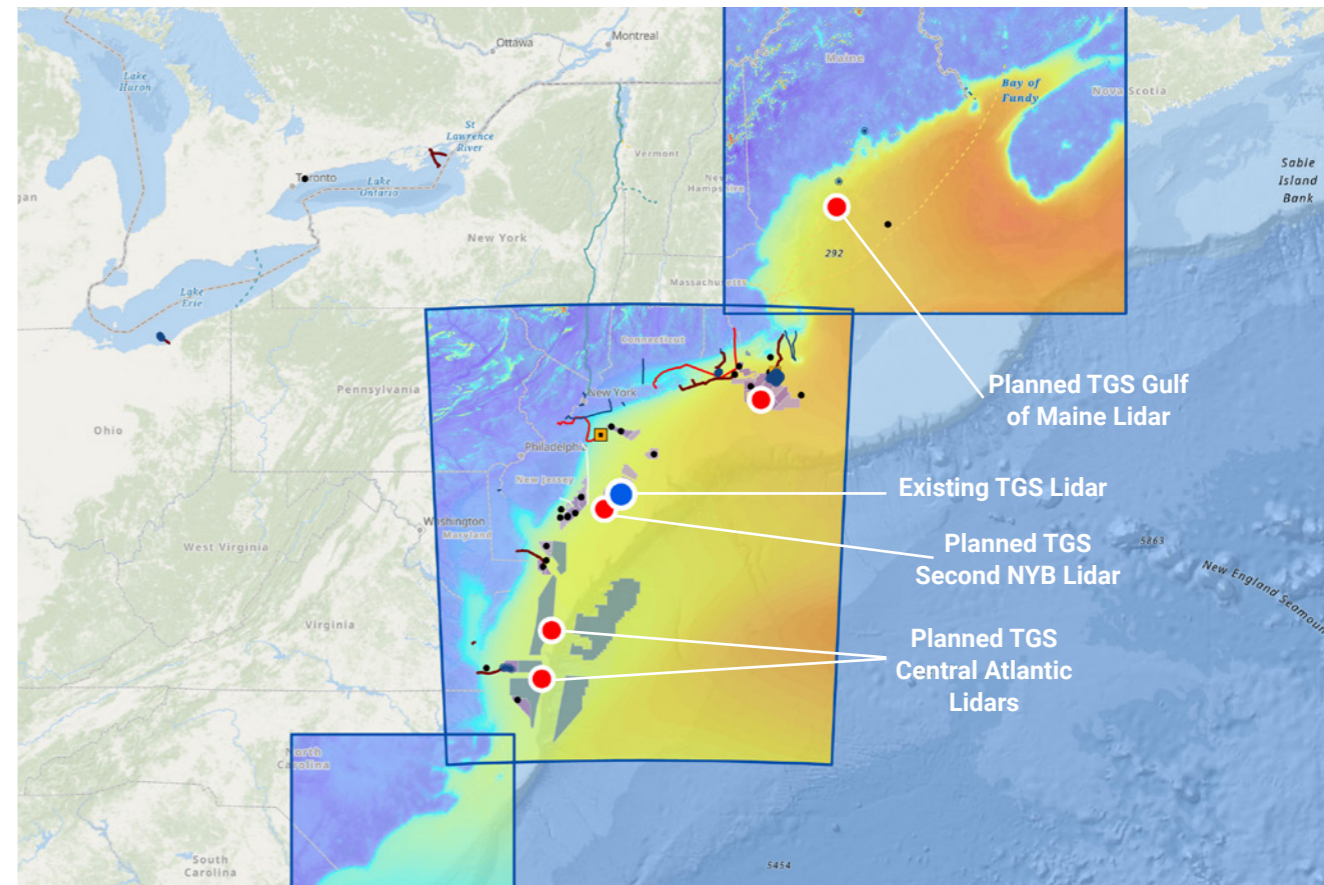 Ottawa
Montreal
Maine
Lake
Huron
Bay of
Fundy
Nova Scotia
St
Lawrence
River
Vermont
Toronto
Lake
Ontario
New
Hampshire
Sable
Island
Bank
gan
New York
292
Massachusetts
Lake
Erie
Connecticut
Pennsylvania
New York
Planned TGS Gulf
of Maine Lidar
Ohio
Philadelphia
New Jersey
Existing TGS Lidar
Washington
Maryland
West Virginia
Planned TGS
Second NYB Lidar
5863
New England Seamoun
Virginia
Planned TGS
Central Atlantic
Lidars
North
Carolina
South
Carolina
5454